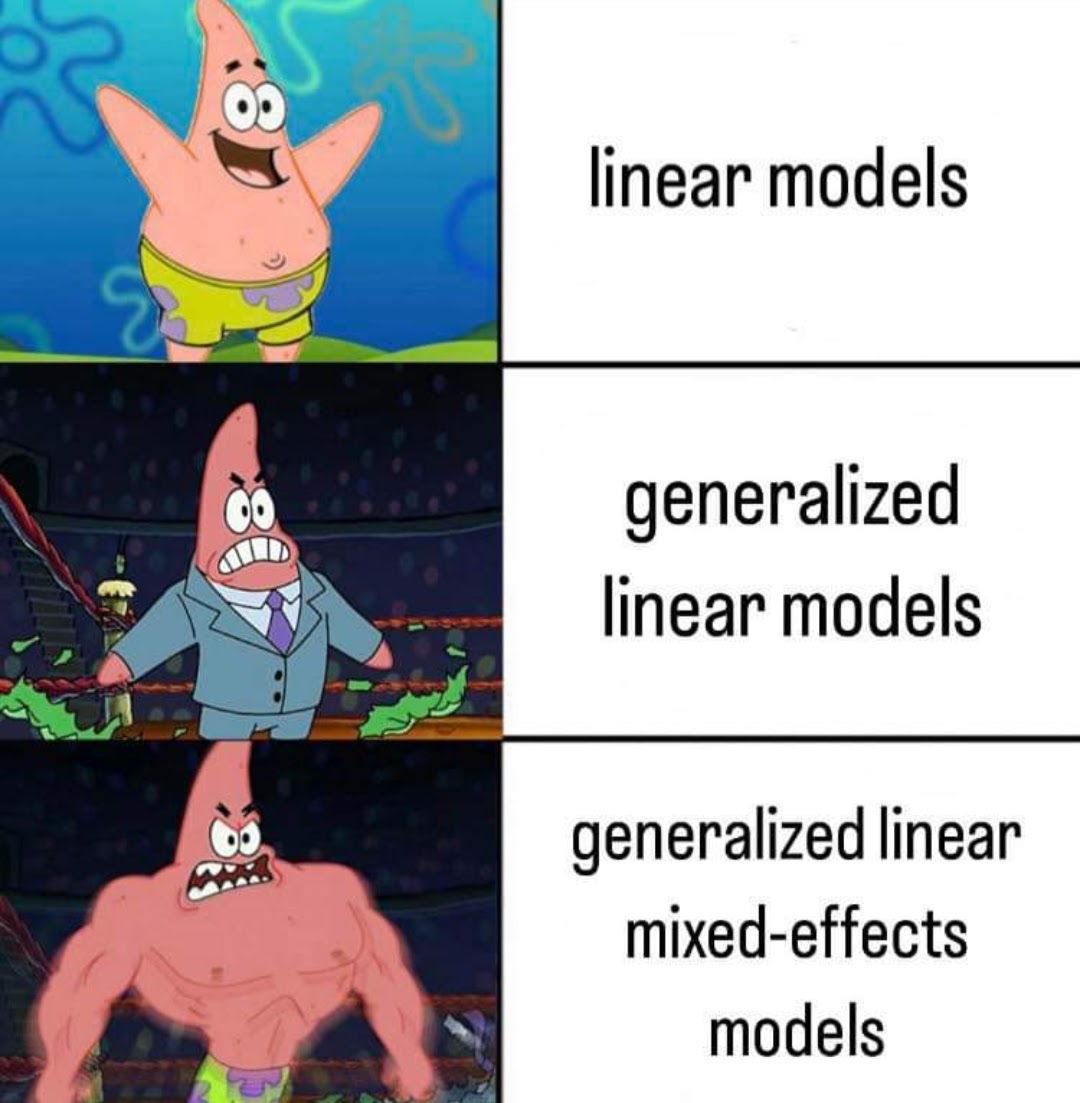 linear models
generalized
linear models
generalized linear
mixed-effects
models